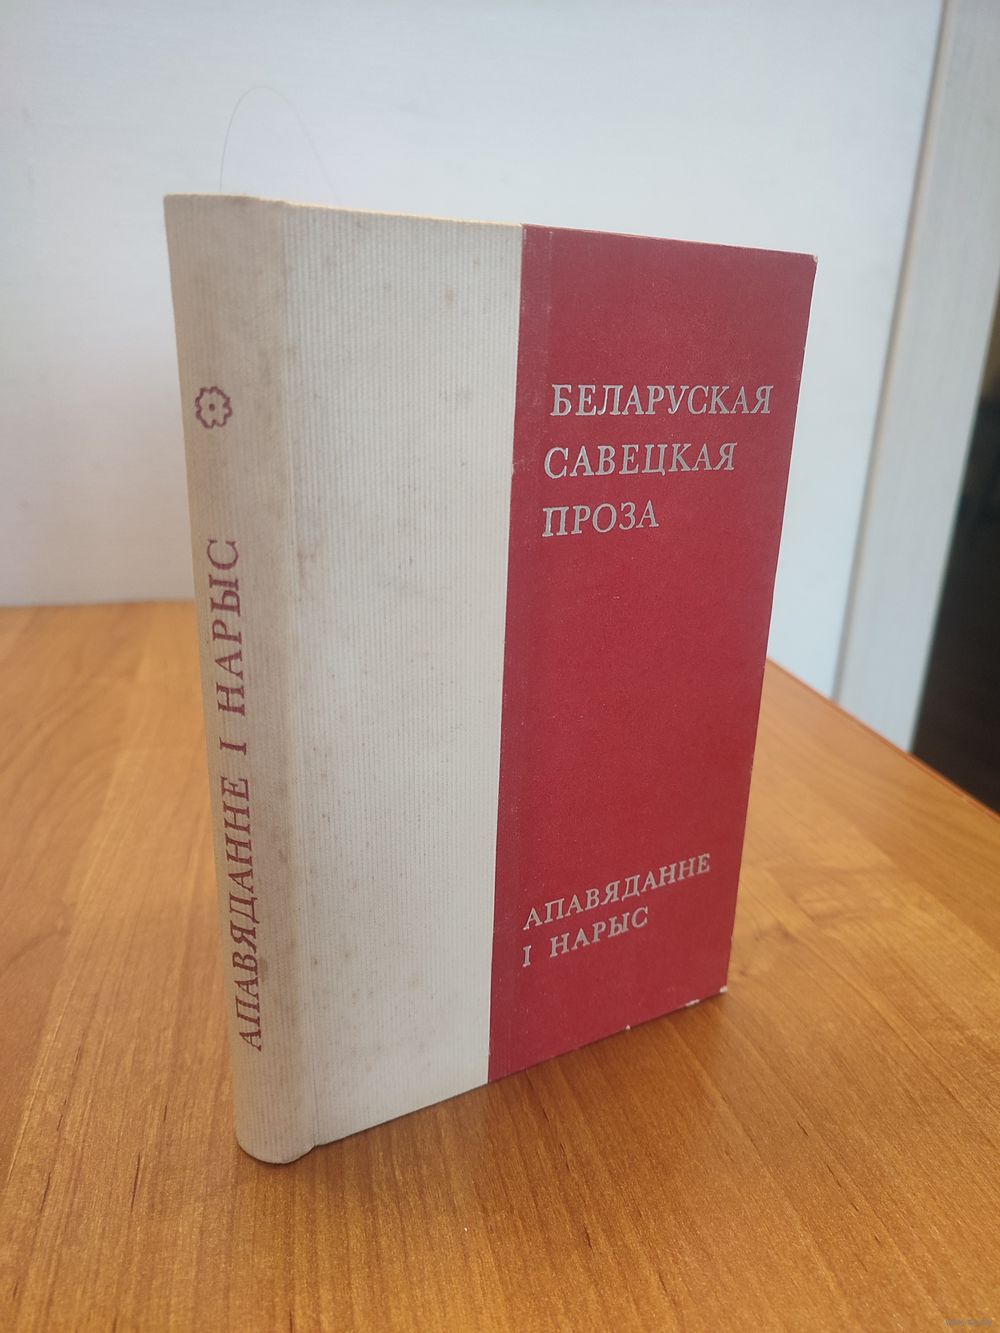 АПАВЯДАННЕ І НАРЫС
БЕЛАРУСКАЯ
САВЕЦКАЯ
ПРОЗА
АПАВЯДАННЕ
І НАРЫС